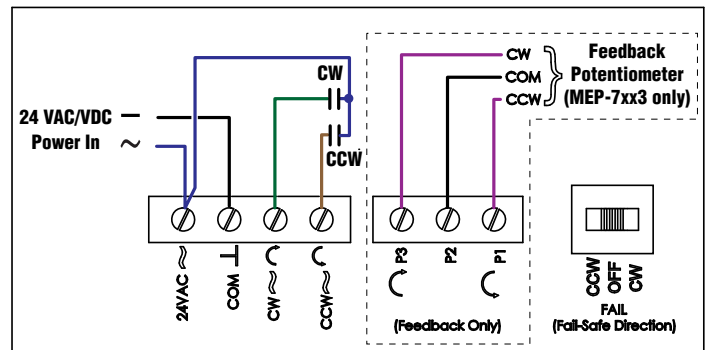 CW
CCW
24 VAC/VDC
Power In
~
24VAC
COM
CW
CCW
CW
COM
CCW
Feedback
Potentiometer
(MEP-7xx3 only)
P3
P2
P1
(Feedback Only)
CCW
OFF
CW
FAIL
(Fail-Safe Direction)